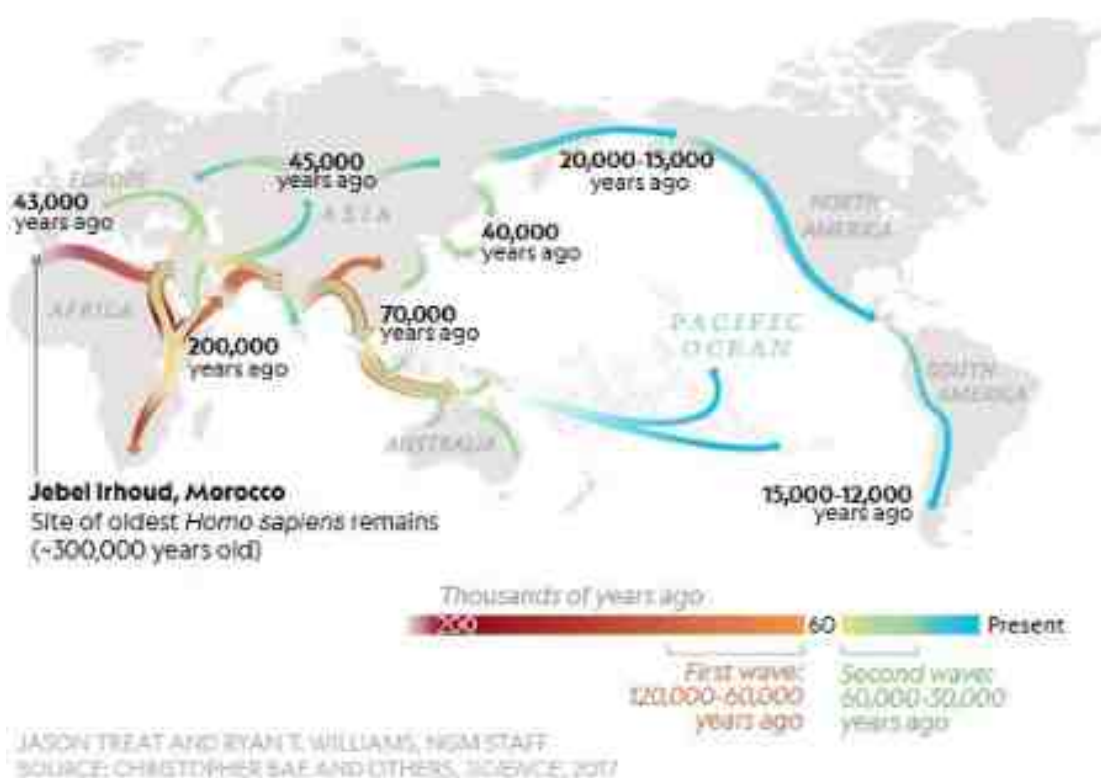 EUROPE
45,000
years ago
20,000-15,000
years ago
43,000
years ago
ASIA
NORTH
AMERICA
40,000
years ago
AFRICA
70,000
years ago
200,000
years ago
PACIFIC
OCEAN
SOUTH
AMERICA
AUSTRALIA
Jebel Irhoud, Morocco
Site of oldest Homo sapiens remains
(~300,000 years old)
15,000-12,000
years ago
Thousands of years ago
200
60
Present
First wave:
120,000-60,000
years ago
Second wave:
60,000-30,000
years ago
JASON TREAT AND RYAN T. WILLIAMS, NGM STAFF
SOURCE: CHRISTOPHER BAE AND OTHERS, SCIENCE, 2017